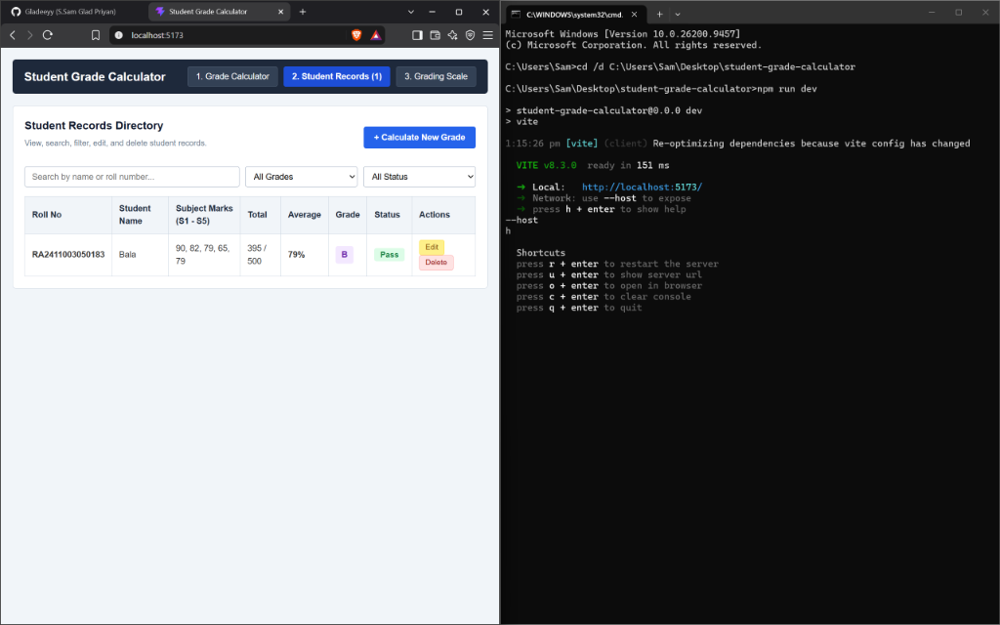 Gladeeyy (S.Sam Glad Priyan)
Student Grade Calculator
localhost:5173
Student Grade Calculator
1. Grade Calculator
2. Student Records (1)
3. Grading Scale
Student Records Directory
View, search, filter, edit, and delete student records.
+ Calculate New Grade
Search by name or roll number...
All Grades
All Status
Roll No
Student Name
Subject Marks (S1 - S5)
Total
Average
Grade
Status
Actions
RA2411003050183
Bala
90, 82, 79, 65, 79
395 / 500
79%
B
Pass
Edit
Delete
C:\WINDOWS\system32\cmd.
Microsoft Windows [Version 10.0.26200.9457]
(c) Microsoft Corporation. All rights reserved.
C:\Users\Sam>cd /d C:\Users\Sam\Desktop\student-grade-calculator
C:\Users\Sam\Desktop\student-grade-calculator>npm run dev
> student-grade-calculator@0.0.0 dev
> vite
1:15:26 pm [vite] (client) Re-optimizing dependencies because vite config has changed
VITE v8.3.0 ready in 151 ms
➜ Local: http://localhost:5173/
➜ Network: use --host to expose
➜ press h + enter to show help
--host
h
Shortcuts
press r + enter to restart the server
press u + enter to show server url
press o + enter to open in browser
press c + enter to clear console
press q + enter to quit